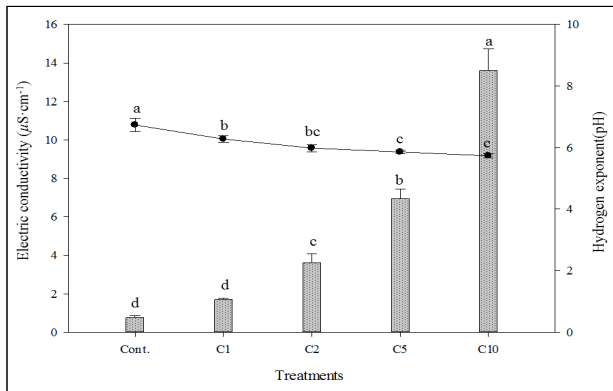 16
14
12
10
8
6
4
2
0
Electric conductivity (µS·cm⁻¹)
10
8
6
4
2
0
Hydrogen exponent(pH)
a
b
bc
c
c
d
d
c
b
a
Cont.
C1
C2
C5
C10
Treatments